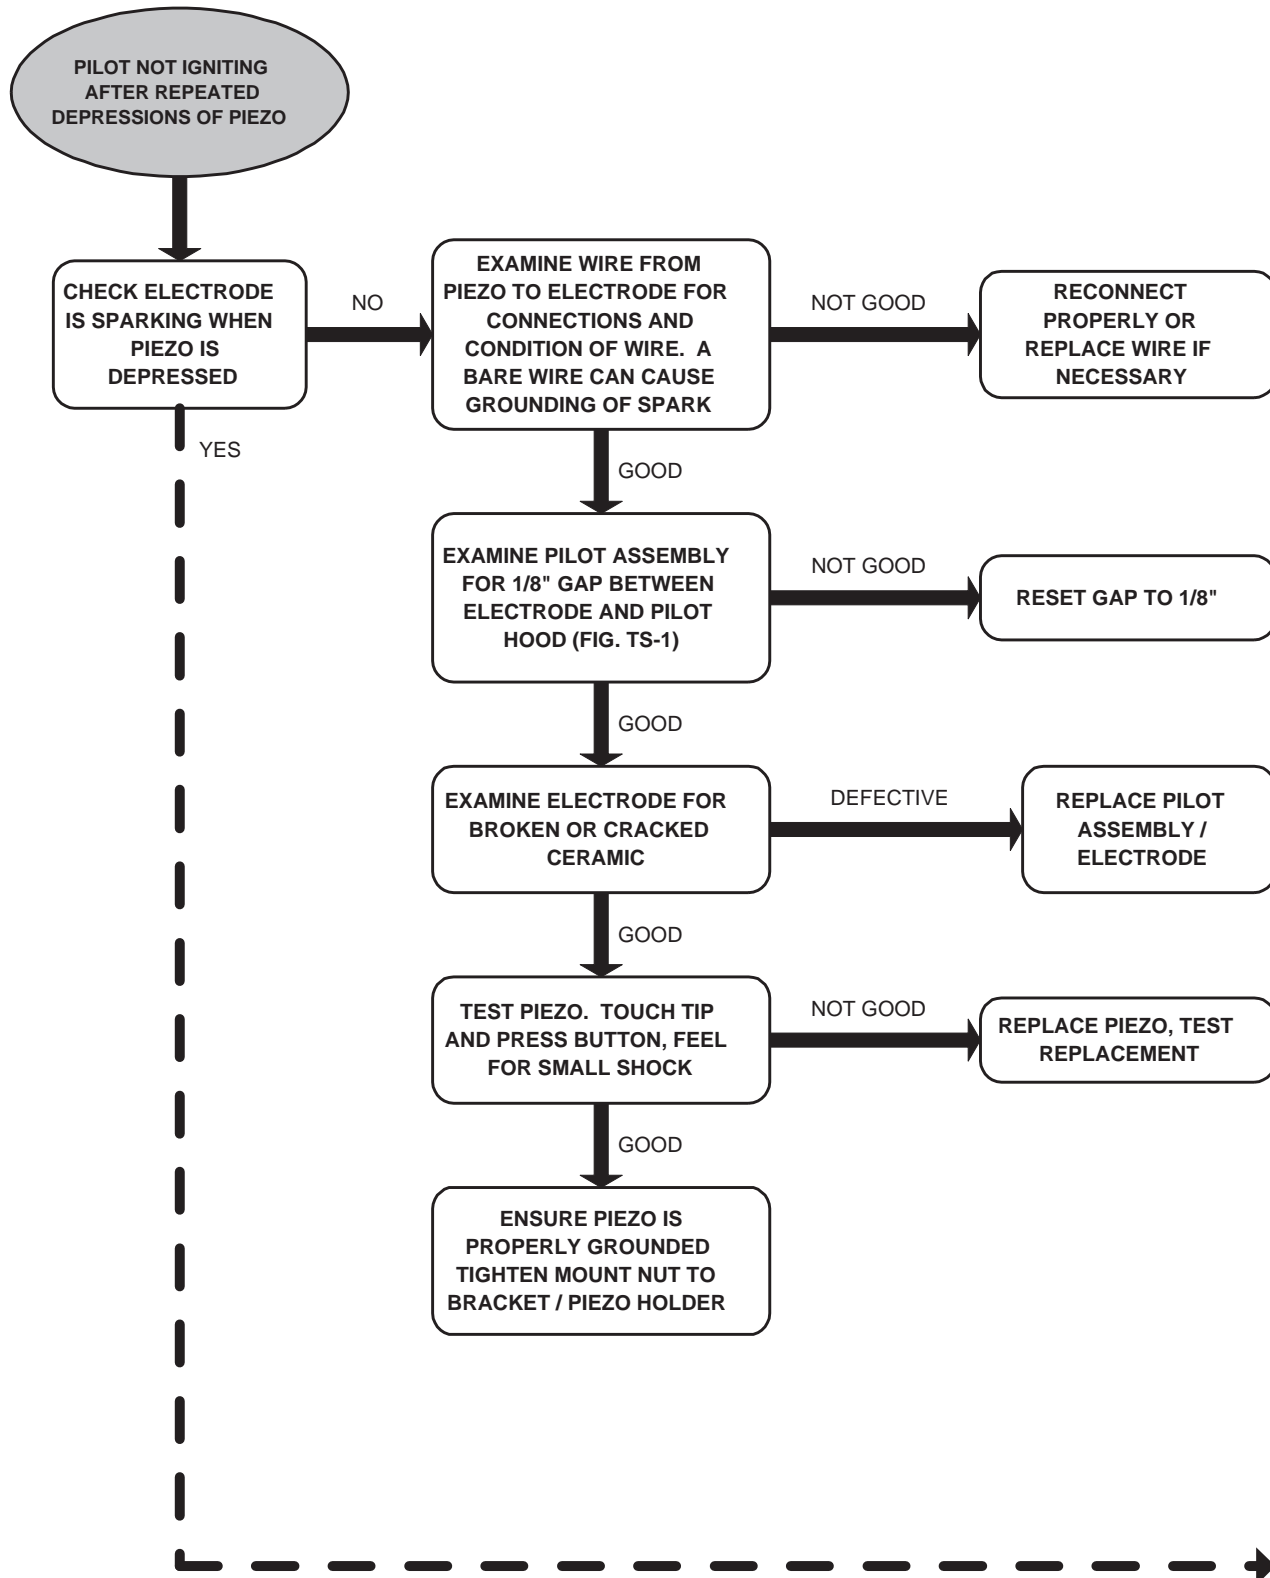 PILOT NOT IGNITING
AFTER REPEATED
DEPRESSIONS OF PIEZO
CHECK ELECTRODE
IS SPARKING WHEN
PIEZO IS
DEPRESSED
NO
YES
EXAMINE WIRE FROM
PIEZO TO ELECTRODE FOR
CONNECTIONS AND
CONDITION OF WIRE.  A
BARE WIRE CAN CAUSE
GROUNDING OF SPARK
NOT GOOD
RECONNECT
PROPERLY OR
REPLACE WIRE IF
NECESSARY
GOOD
EXAMINE PILOT ASSEMBLY
FOR 1/8" GAP BETWEEN
ELECTRODE AND PILOT
HOOD (FIG. TS-1)
NOT GOOD
RESET GAP TO 1/8"
GOOD
EXAMINE ELECTRODE FOR
BROKEN OR CRACKED
CERAMIC
DEFECTIVE
REPLACE PILOT
ASSEMBLY /
ELECTRODE
GOOD
TEST PIEZO.  TOUCH TIP
AND PRESS BUTTON, FEEL
FOR SMALL SHOCK
NOT GOOD
REPLACE PIEZO, TEST
REPLACEMENT
GOOD
ENSURE PIEZO IS
PROPERLY GROUNDED
TIGHTEN MOUNT NUT TO
BRACKET / PIEZO HOLDER